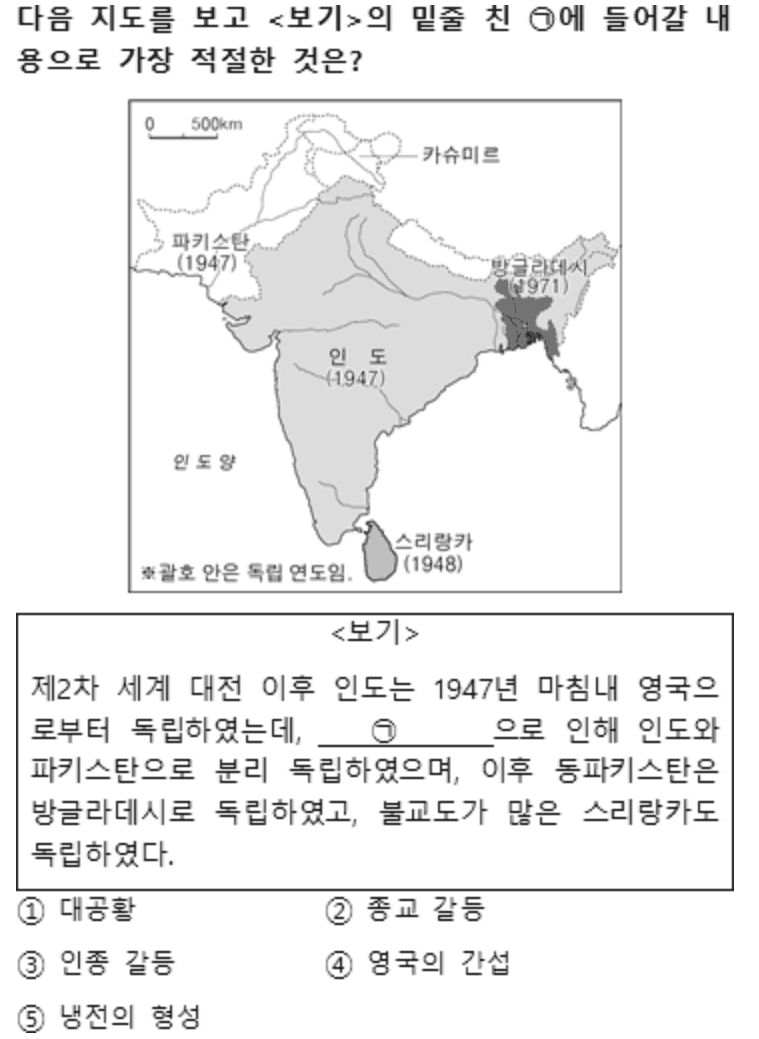 다음 지도를 보고 <보기>의 밑줄 친 ㉠에 들어갈 내
용으로 가장 적절한 것은?
0 500km
카슈미르
파키스탄
(1947)
방글라데시
(1971)
인 도
(1947)
인 도 양
스리랑카
(1948)
※괄호 안은 독립 연도임.
<보기>
제2차 세계 대전 이후 인도는 1947년 마침내 영국으
로부터 독립하였는데, ㉠으로 인해 인도와
파키스탄으로 분리 독립하였으며, 이후 동파키스탄은
방글라데시로 독립하였고, 불교도가 많은 스리랑카도
독립하였다.
① 대공황 ② 종교 갈등
③ 인종 갈등 ④ 영국의 간섭
⑤ 냉전의 형성